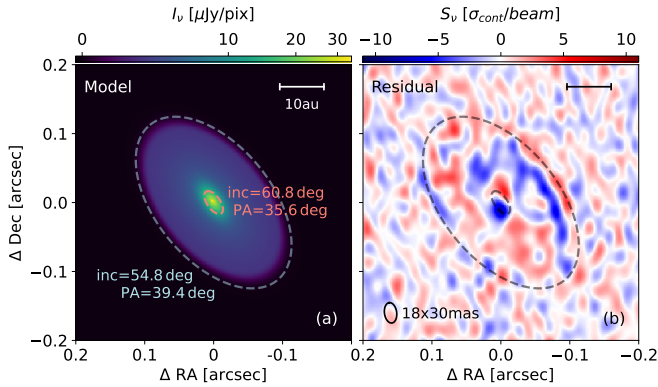 I_ν [μJy/pix]
S_ν [σ_cont/beam]
0 10 20 30
−10 −5 0 5 10
0.2
0.1
0.0
−0.1
−0.2
Δ Dec [arcsec]
Model
10au
inc=60.8 deg
PA=35.6 deg
inc=54.8 deg
PA=39.4 deg
(a)
0.2 0.1 0 -0.1
Δ RA [arcsec]
Residual
18x30mas
(b)
0.2 0.1 0.0 −0.1 −0.2
Δ RA [arcsec]